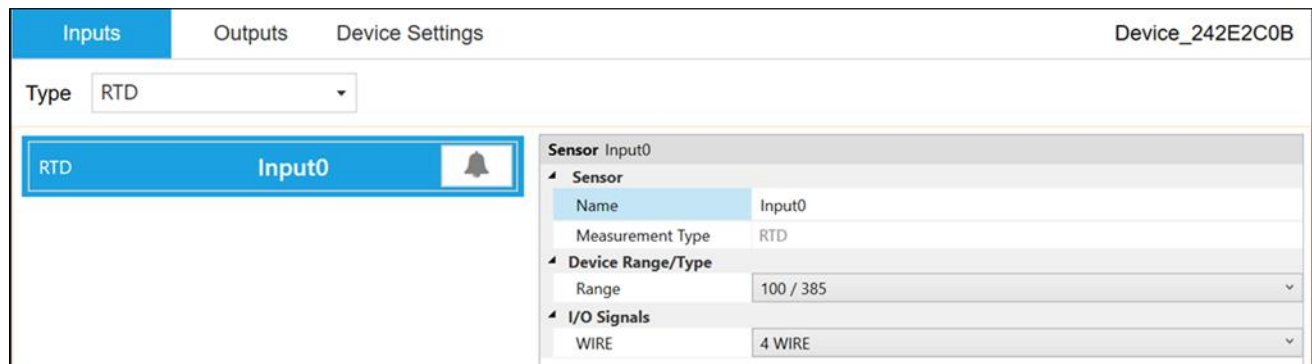 Inputs Outputs Device Settings Device_242E2C0B
Type RTD
RTD Input0
Sensor Input0
Sensor
Name Input0
Measurement Type RTD
Device Range/Type
Range 100 / 385
I/O Signals
WIRE 4 WIRE